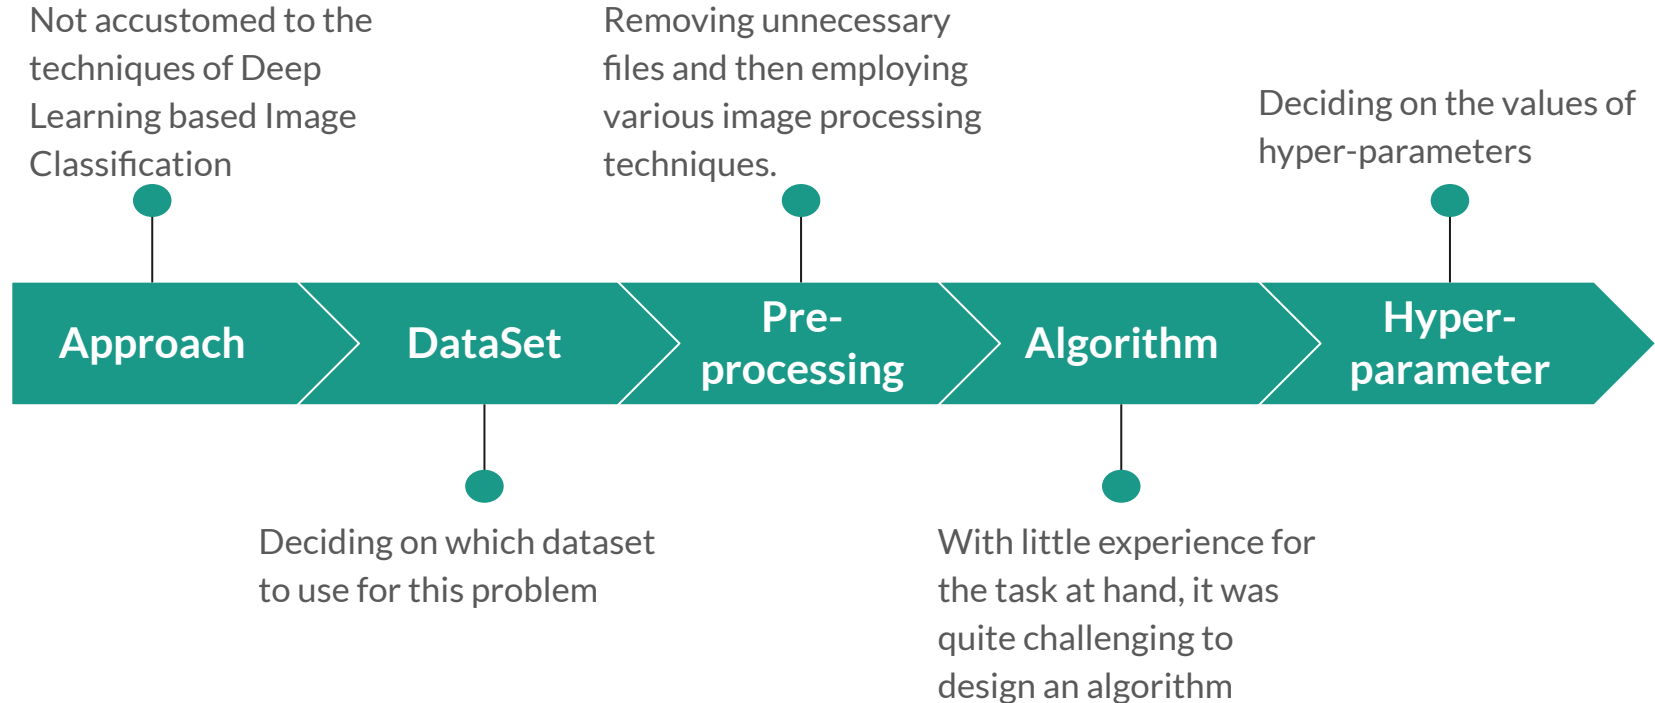 Not accustomed to the
techniques of Deep
Learning based Image
Classification
Removing unnecessary
files and then employing
various image processing
techniques.
Deciding on the values of
hyper-parameters
Approach
DataSet
Pre-
processing
Algorithm
Hyper-
parameter
Deciding on which dataset
to use for this problem
With little experience for
the task at hand, it was
quite challenging to
design an algorithm